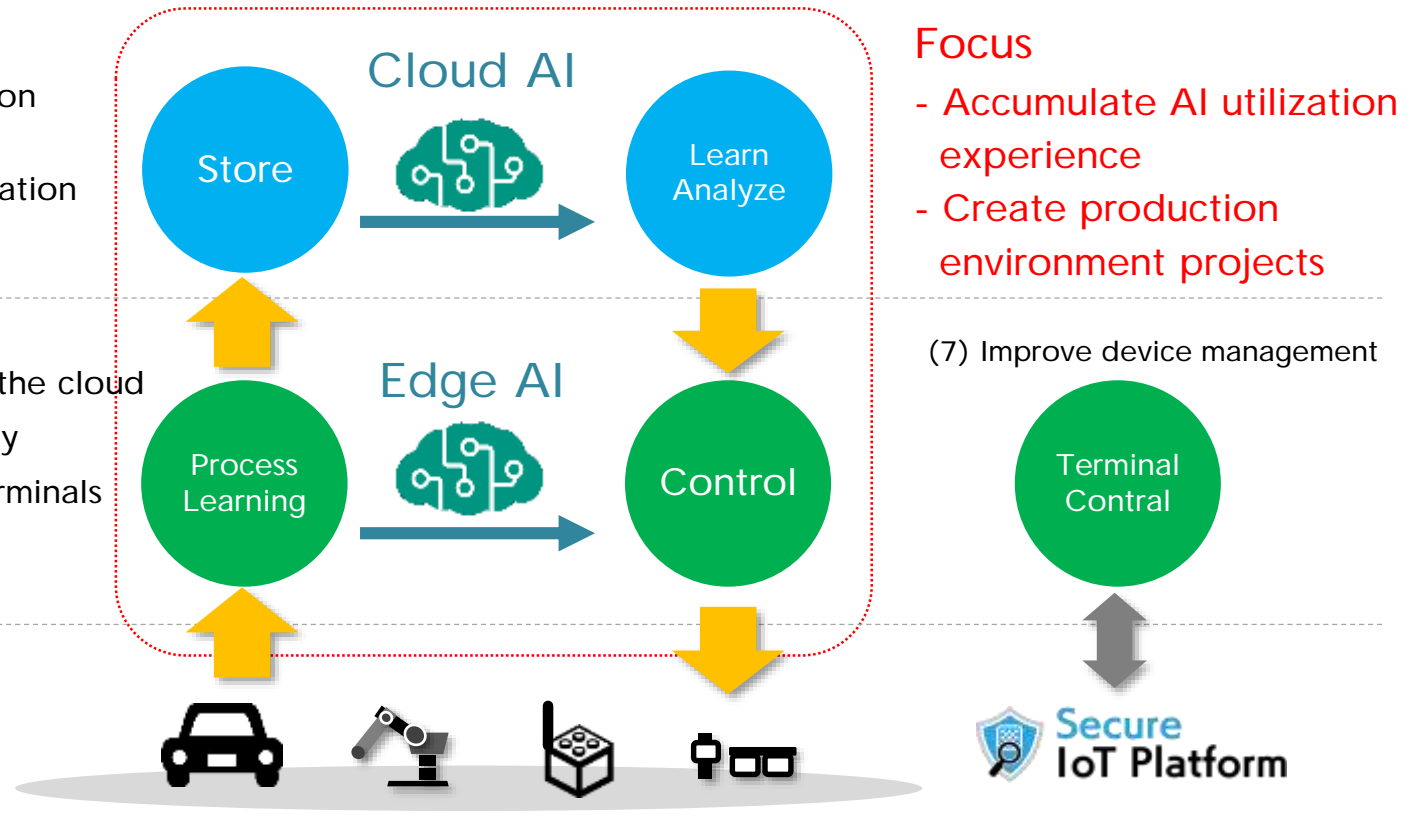 on
ation
Cloud AI
Store
Learn
Analyze
Focus
- Accumulate AI utilization
experience
- Create production
environment projects
the cloud
y
rminals
Edge AI
Process
Learning
Control
(7) Improve device management
Terminal
Contral
Secure
IoT Platform